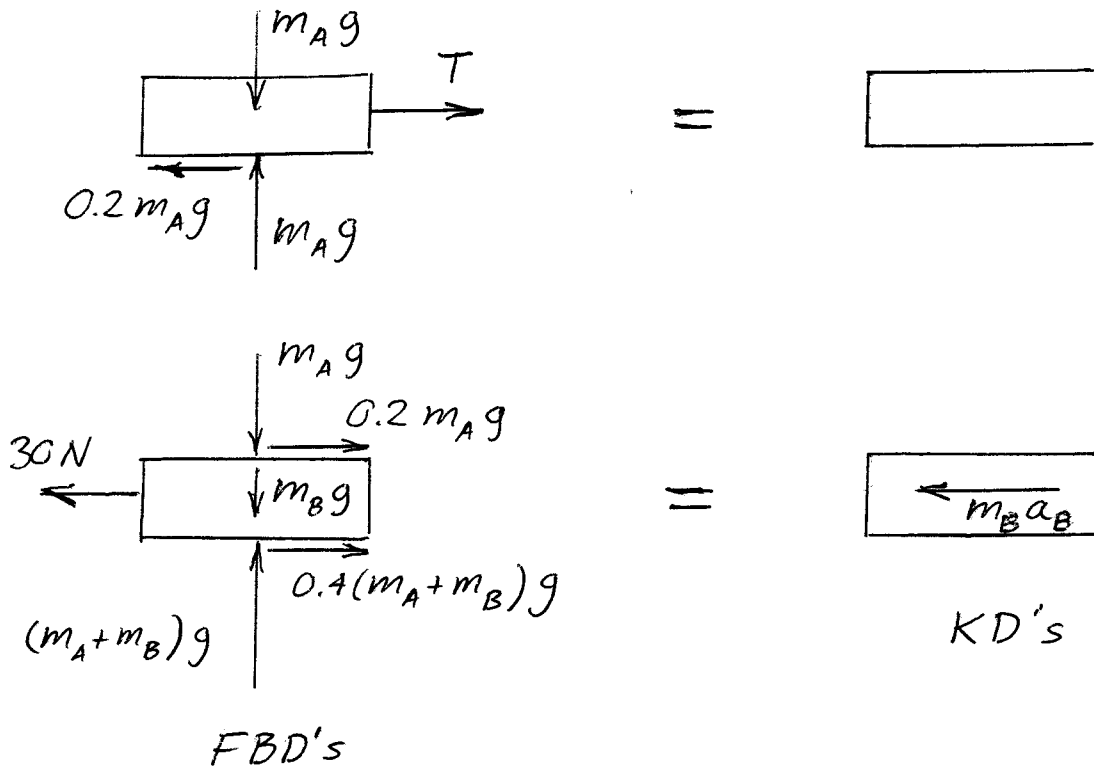 m_A g
T
=
0.2 m_A g
m_A g
m_A g
0.2 m_A g
30N
m_B g
=
m_B a_B
0.4(m_A + m_B) g
(m_A + m_B) g
KD's
FBD's